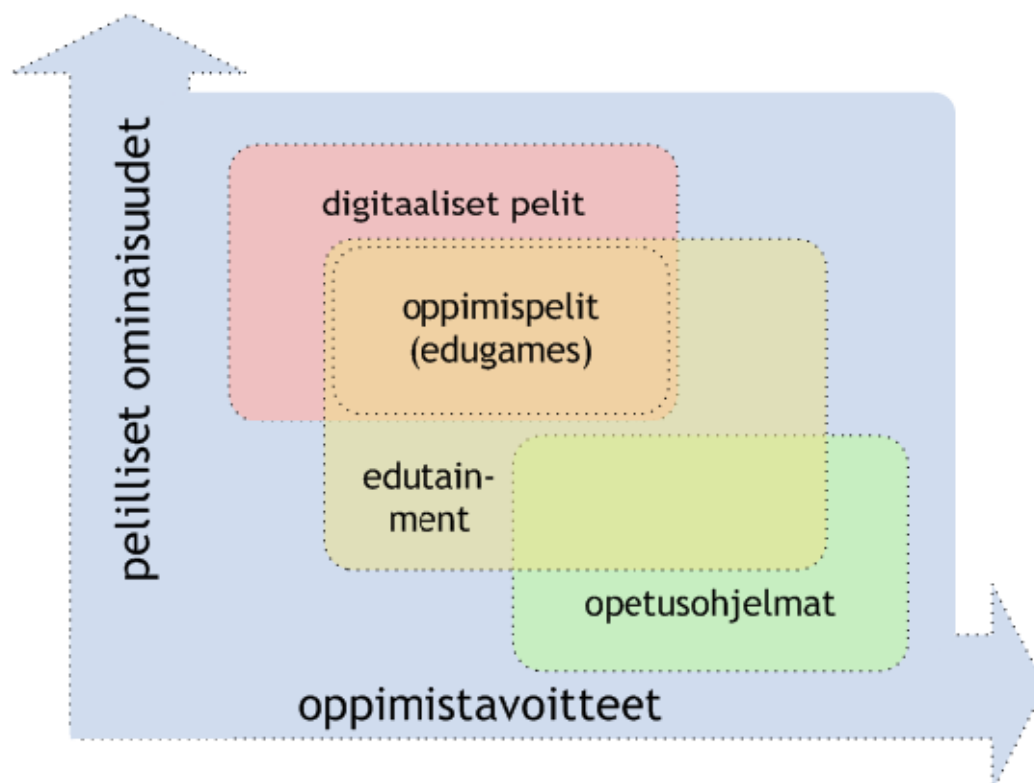 pelilliset ominaisuudet
digitaaliset pelit
oppimispelit
(edugames)
edutain-
ment
opetusohjelmat
oppimistavoitteet